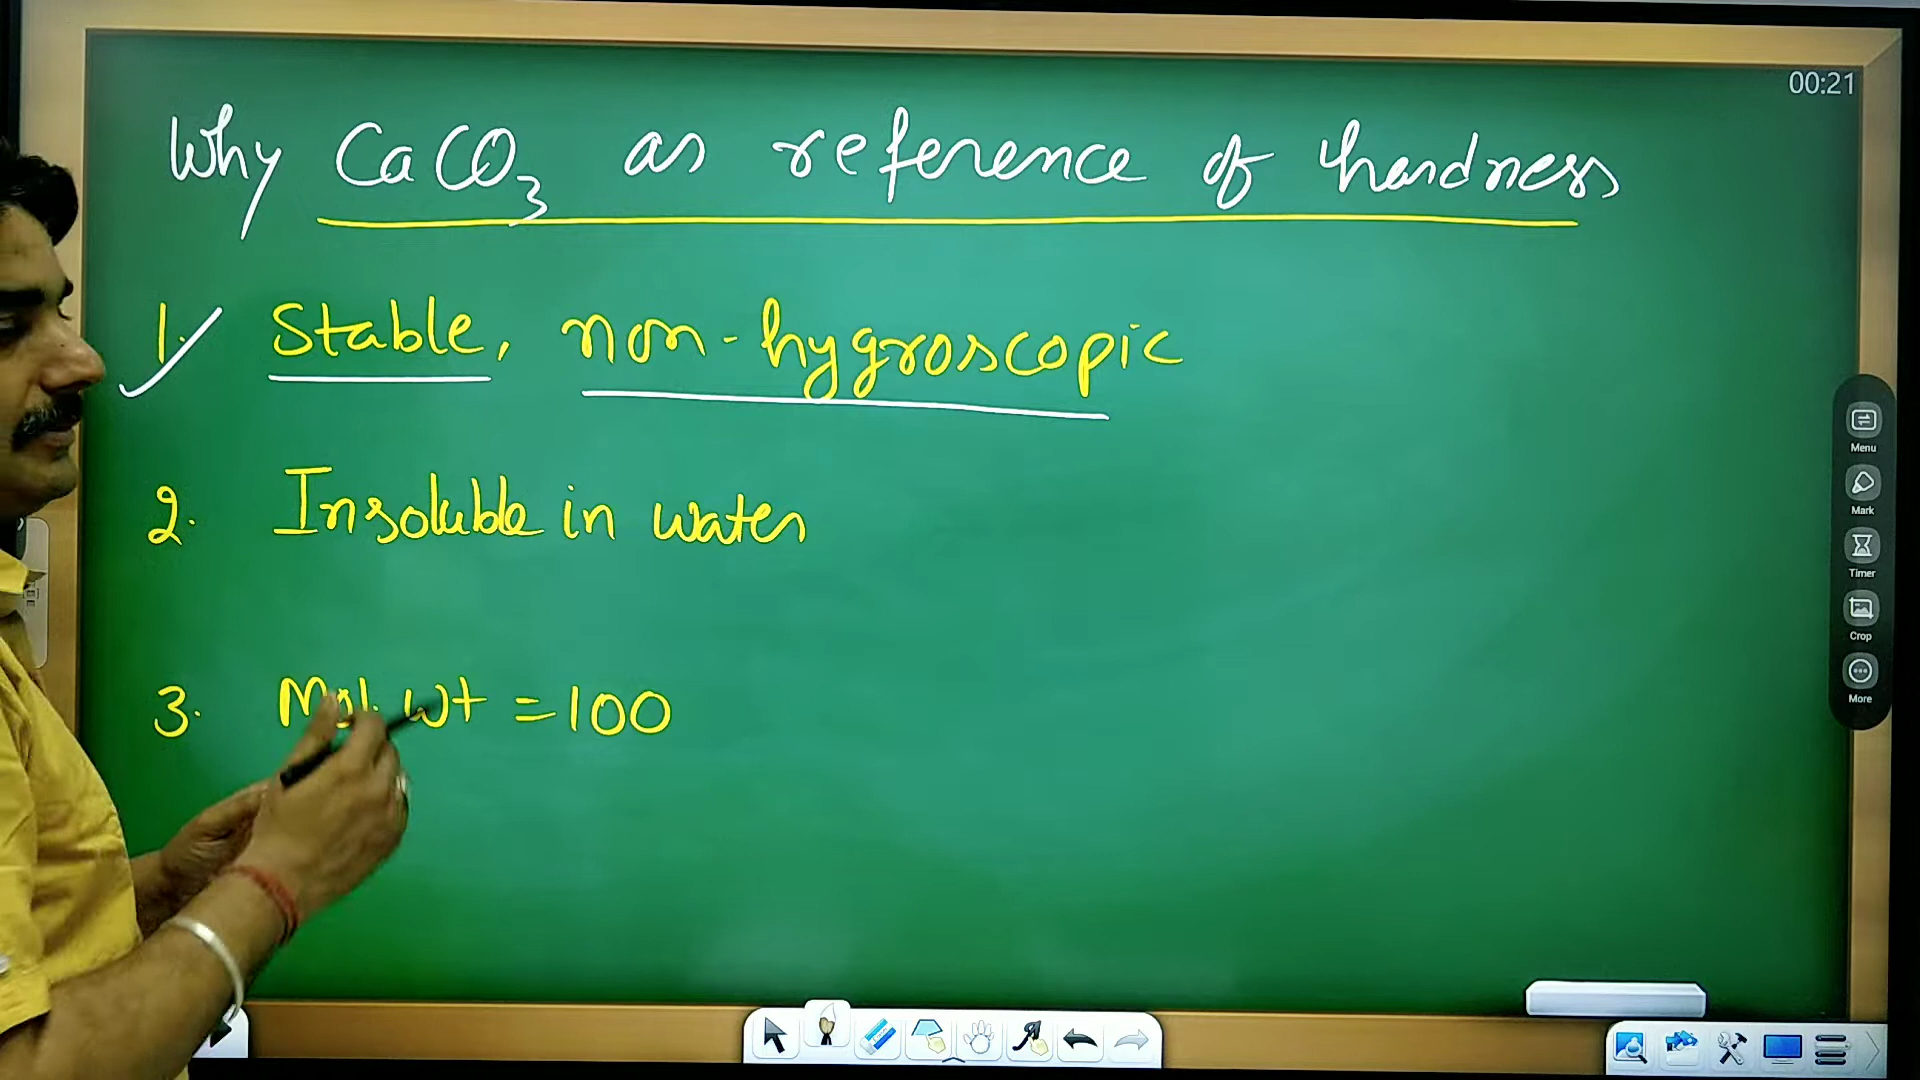 00:21
Why CaCO3 as reference of hardness
1. Stable, non-hygroscopic
2. Insoluble in water
3. Mol. wt = 100
Menu
Mark
Timer
Crop
More